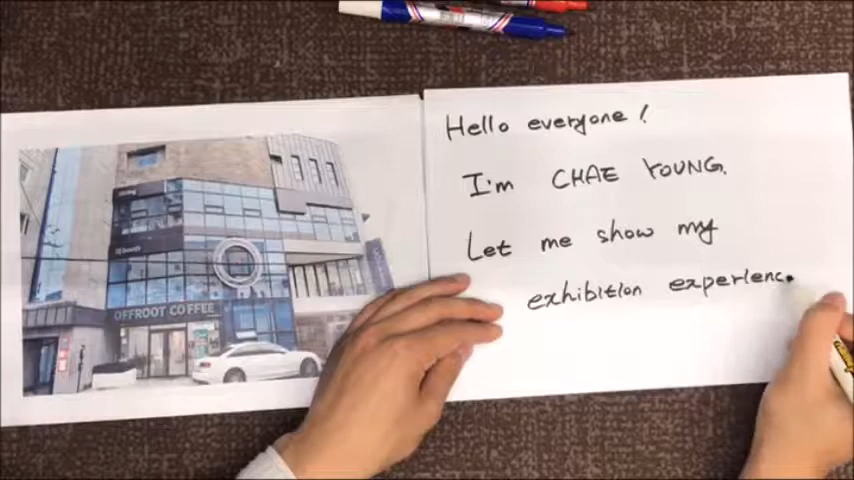 Hello everyone!
I'm CHAE YOUNG.
Let me show my
exhibition experienc
OFFROOT COFFEE